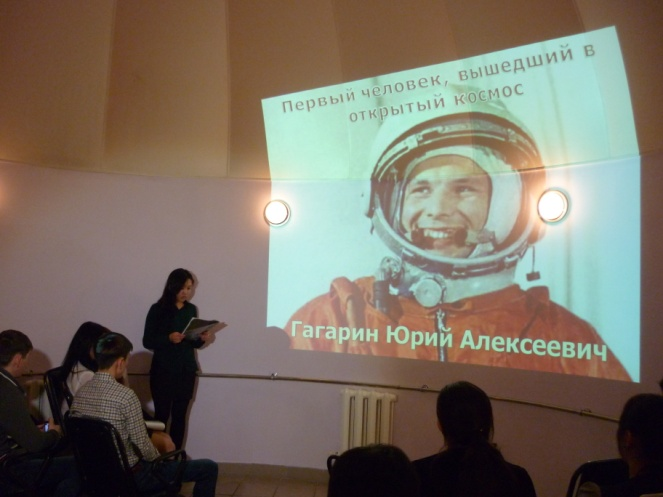 Первый человек, вышедший в
открытый космос
Гагарин Юрий Алексеевич